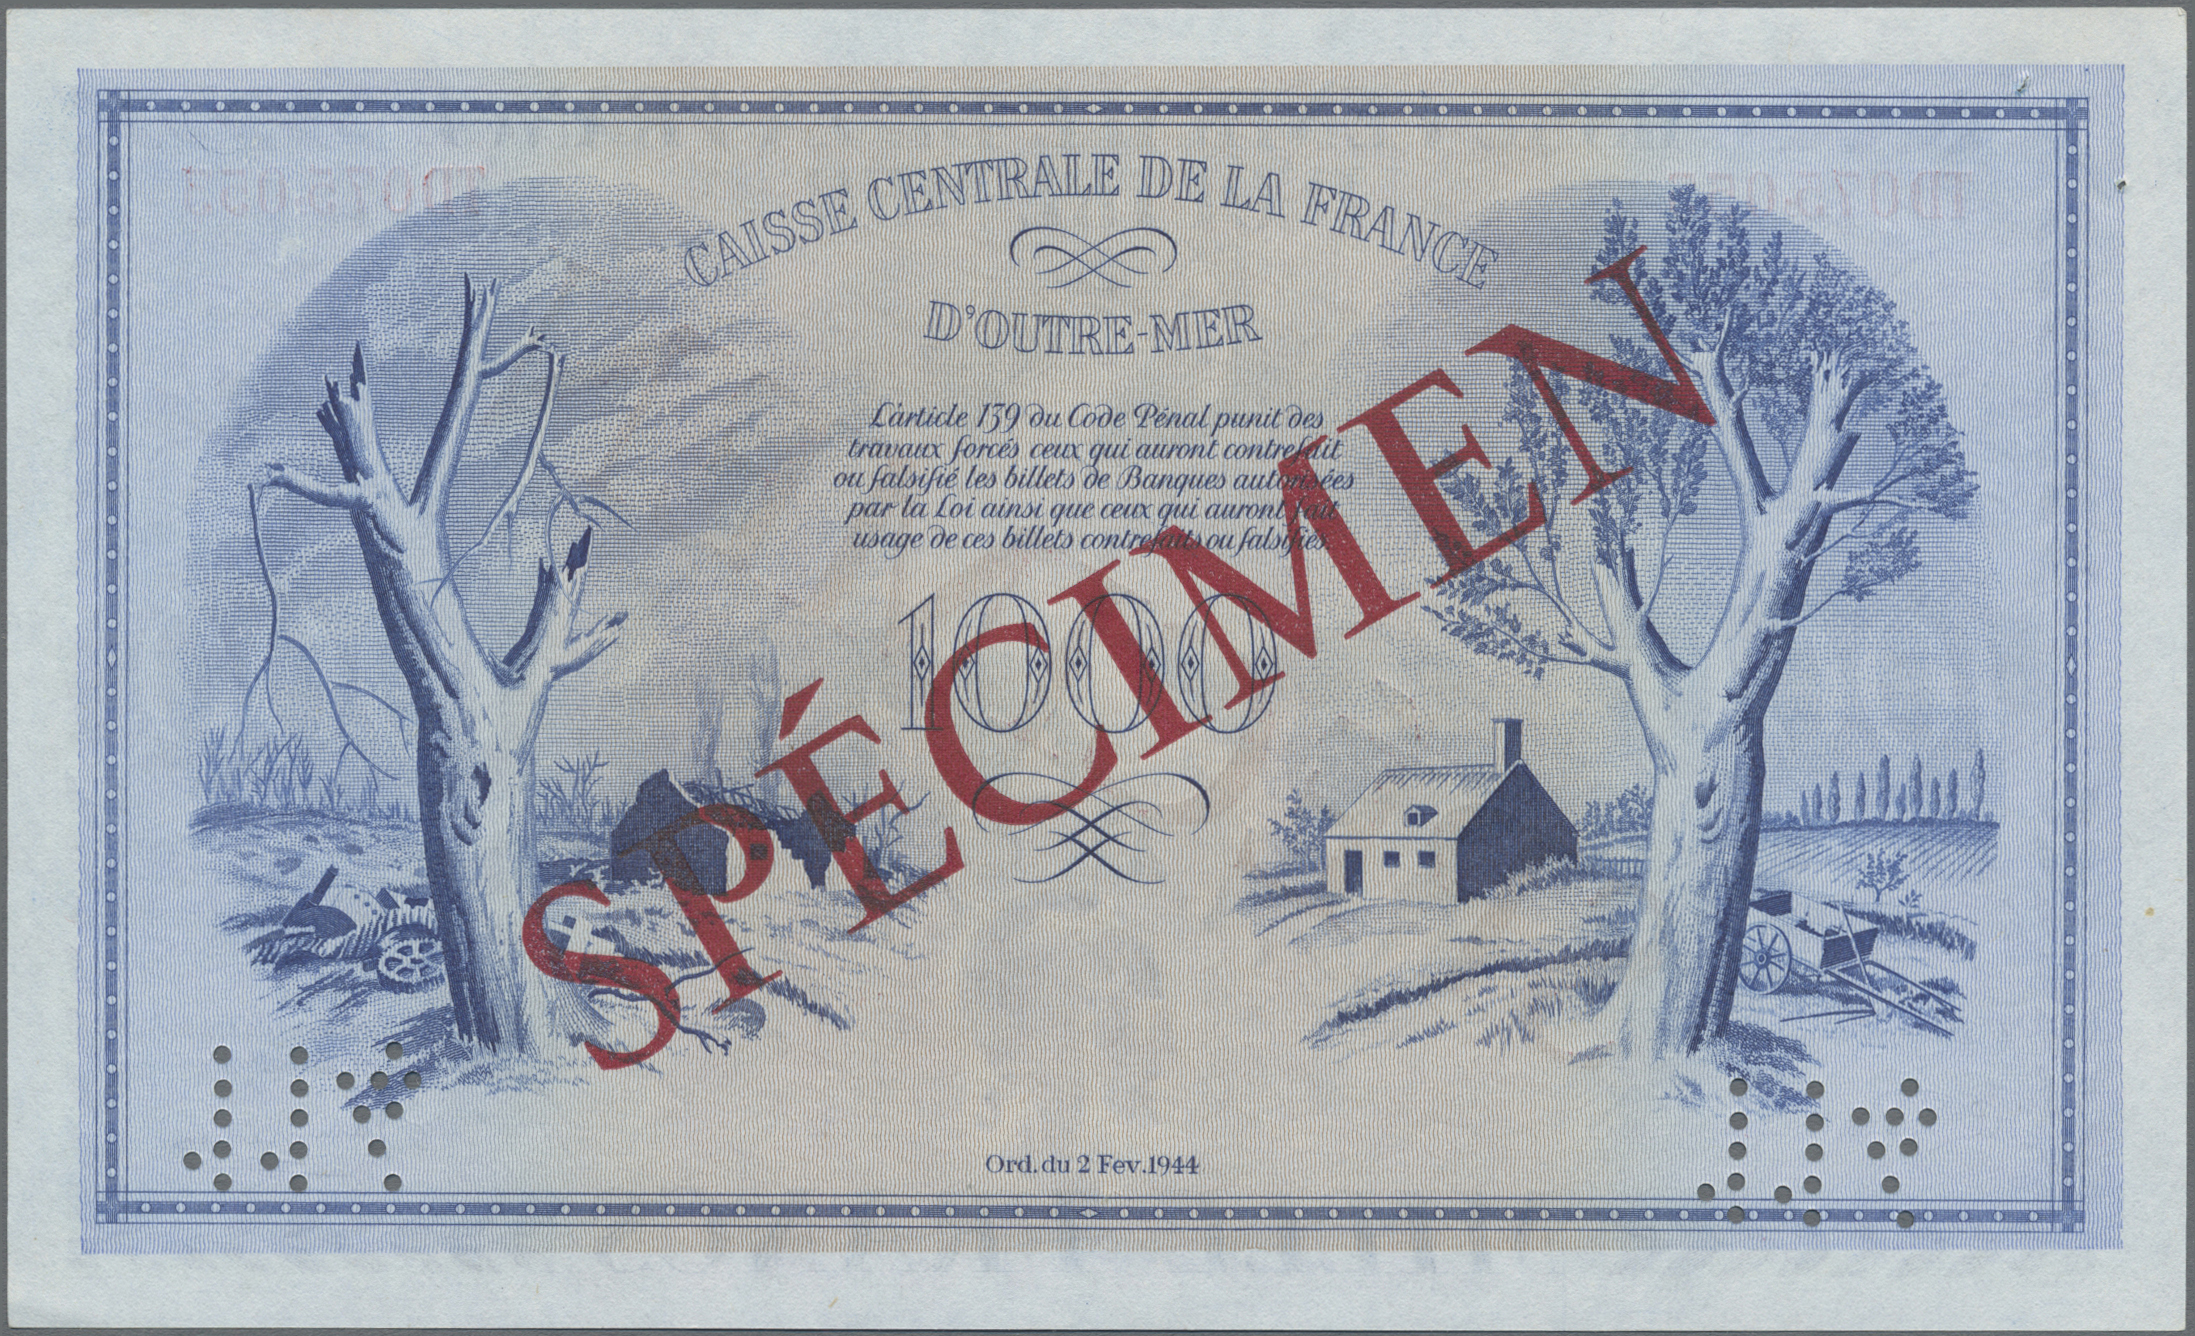 CAISSE CENTRALE DE LA FRANCE
D'OUTRE-MER
L'article 139 du Code Pénal punit des
travaux forcés ceux qui auront contrefait
ou falsifié les billets de Banques autorisées
par la Loi ainsi que ceux qui auront fait
usage de ces billets contrefaits ou falsifiés
1000
SPÉCIMEN
Ord. du 2 Fev. 1944